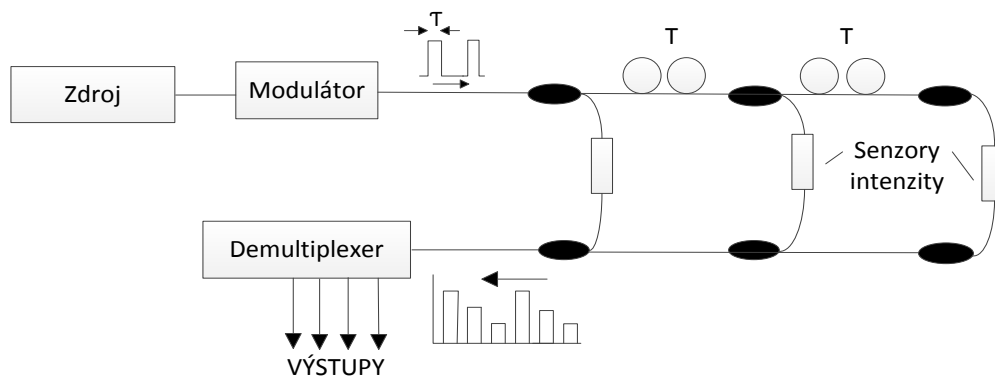 τ
T
T
Zdroj
Modulátor
Senzory
intenzity
Demultiplexer
VÝSTUPY